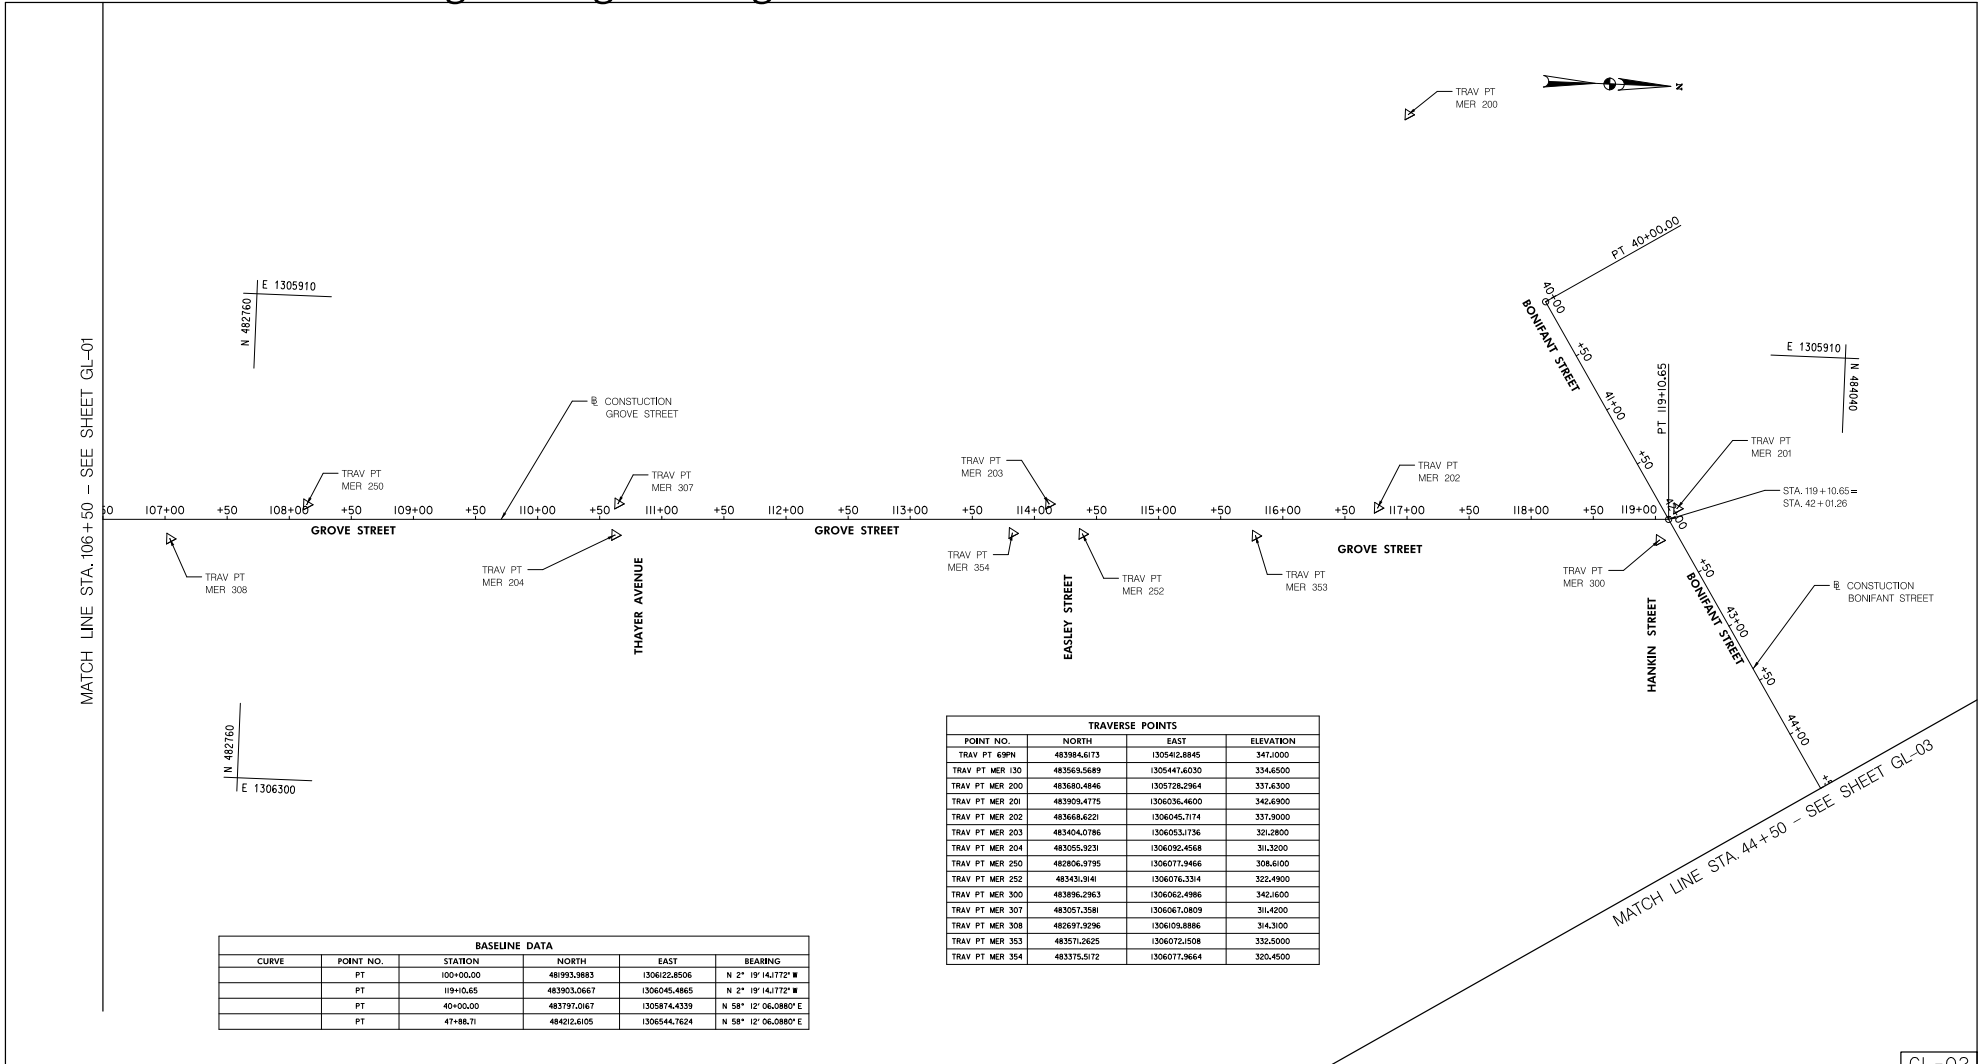 TRAV PT
MER 200
N
PT 40+00.00
40+00
BONIFANT STREET
+50
41+00
+50
42+00
PT 119+10.65
E 1305910
N 484040
E 1305910
N 482760
MATCH LINE STA. 106+50 - SEE SHEET GL-01
℄ CONSTUCTION
GROVE STREET
TRAV PT
MER 250
TRAV PT
MER 307
TRAV PT
MER 203
TRAV PT
MER 202
TRAV PT
MER 201
STA. 119+10.65=
STA. 42+01.26
50 107+00 +50 108+00 +50 109+00 +50 110+00 +50 111+00 +50 112+00 +50 113+00 +50 114+00 +50 115+00 +50 116+00 +50 117+00 +50 118+00 +50 119+00
GROVE STREET
GROVE STREET
GROVE STREET
TRAV PT
MER 308
TRAV PT
MER 204
TRAV PT
MER 354
TRAV PT
MER 252
TRAV PT
MER 353
TRAV PT
MER 300
THAYER AVENUE
EASLEY STREET
HANKIN STREET
+50
BONIFANT STREET
43+00
+50
44+00
℄ CONSTUCTION
BONIFANT STREET
MATCH LINE STA. 44+50 - SEE SHEET GL-03
N 482760
E 1306300
TRAVERSE POINTS
POINT NO. NORTH EAST ELEVATION
TRAV PT 69PN 483984.6173 1305412.8845 347.1000
TRAV PT MER 130 483569.5689 1305447.6030 334.6500
TRAV PT MER 200 483680.4846 1305728.2964 337.6300
TRAV PT MER 201 483909.4775 1306036.4600 342.6900
TRAV PT MER 202 483668.6221 1306045.7174 337.9000
TRAV PT MER 203 483404.0786 1306053.1736 321.2800
TRAV PT MER 204 483055.9231 1306092.4568 311.3200
TRAV PT MER 250 482806.9795 1306077.9466 308.6100
TRAV PT MER 252 483431.9141 1306076.3314 322.4900
TRAV PT MER 300 483896.2963 1306062.4986 342.1600
TRAV PT MER 307 483057.3581 1306067.0809 311.4200
TRAV PT MER 308 482697.9296 1306109.8886 314.3100
TRAV PT MER 353 483571.2625 1306072.1508 332.5000
TRAV PT MER 354 483375.5172 1306077.9664 320.4500
BASELINE DATA
CURVE POINT NO. STATION NORTH EAST BEARING
PT 100+00.00 481993.9883 1306122.8506 N 2° 19' 14.1772" W
PT 119+10.65 483903.0667 1306045.4865 N 2° 19' 14.1772" W
PT 40+00.00 483797.0167 1305874.4339 N 58° 12' 06.0880" E
PT 47+88.71 484212.6105 1306544.7624 N 58° 12' 06.0880" E